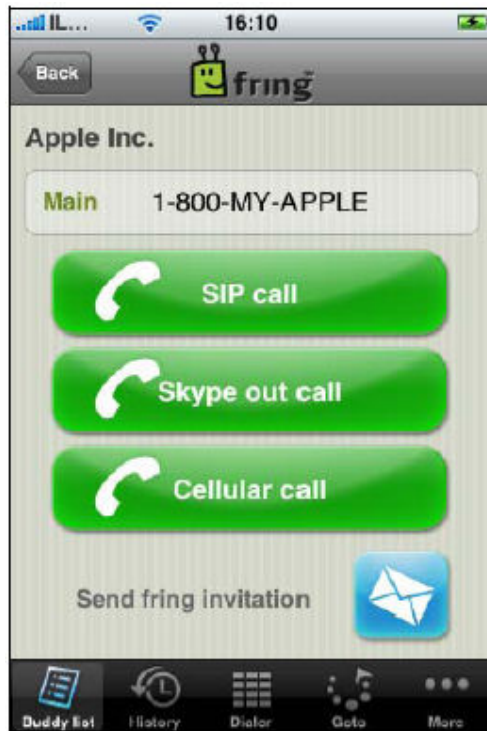 IL... 16:10
Back fring
Apple Inc.
Main 1-800-MY-APPLE
SIP call
Skype out call
Cellular call
Send fring invitation
Buddy list History Dialer Goto More